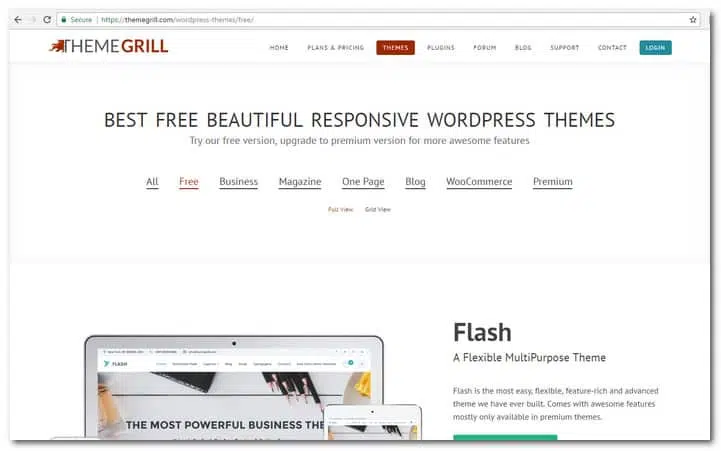 Secure https://themegrill.com/wordpress-themes/free/
THEMEGRILL
HOME PLANS & PRICING THEMES PLUGINS FORUM BLOG SUPPORT CONTACT LOGIN
BEST FREE BEAUTIFUL RESPONSIVE WORDPRESS THEMES
Try our free version, upgrade to premium version for more awesome features
All Free Business Magazine One Page Blog WooCommerce Premium
Full View Grid View
Flash
A Flexible MultiPurpose Theme
Flash is the most easy, flexible, feature-rich and advanced
theme we have ever built. Comes with awesome features
mostly only available in premium themes.
FLASH
THE MOST POWERFUL BUSINESS THE